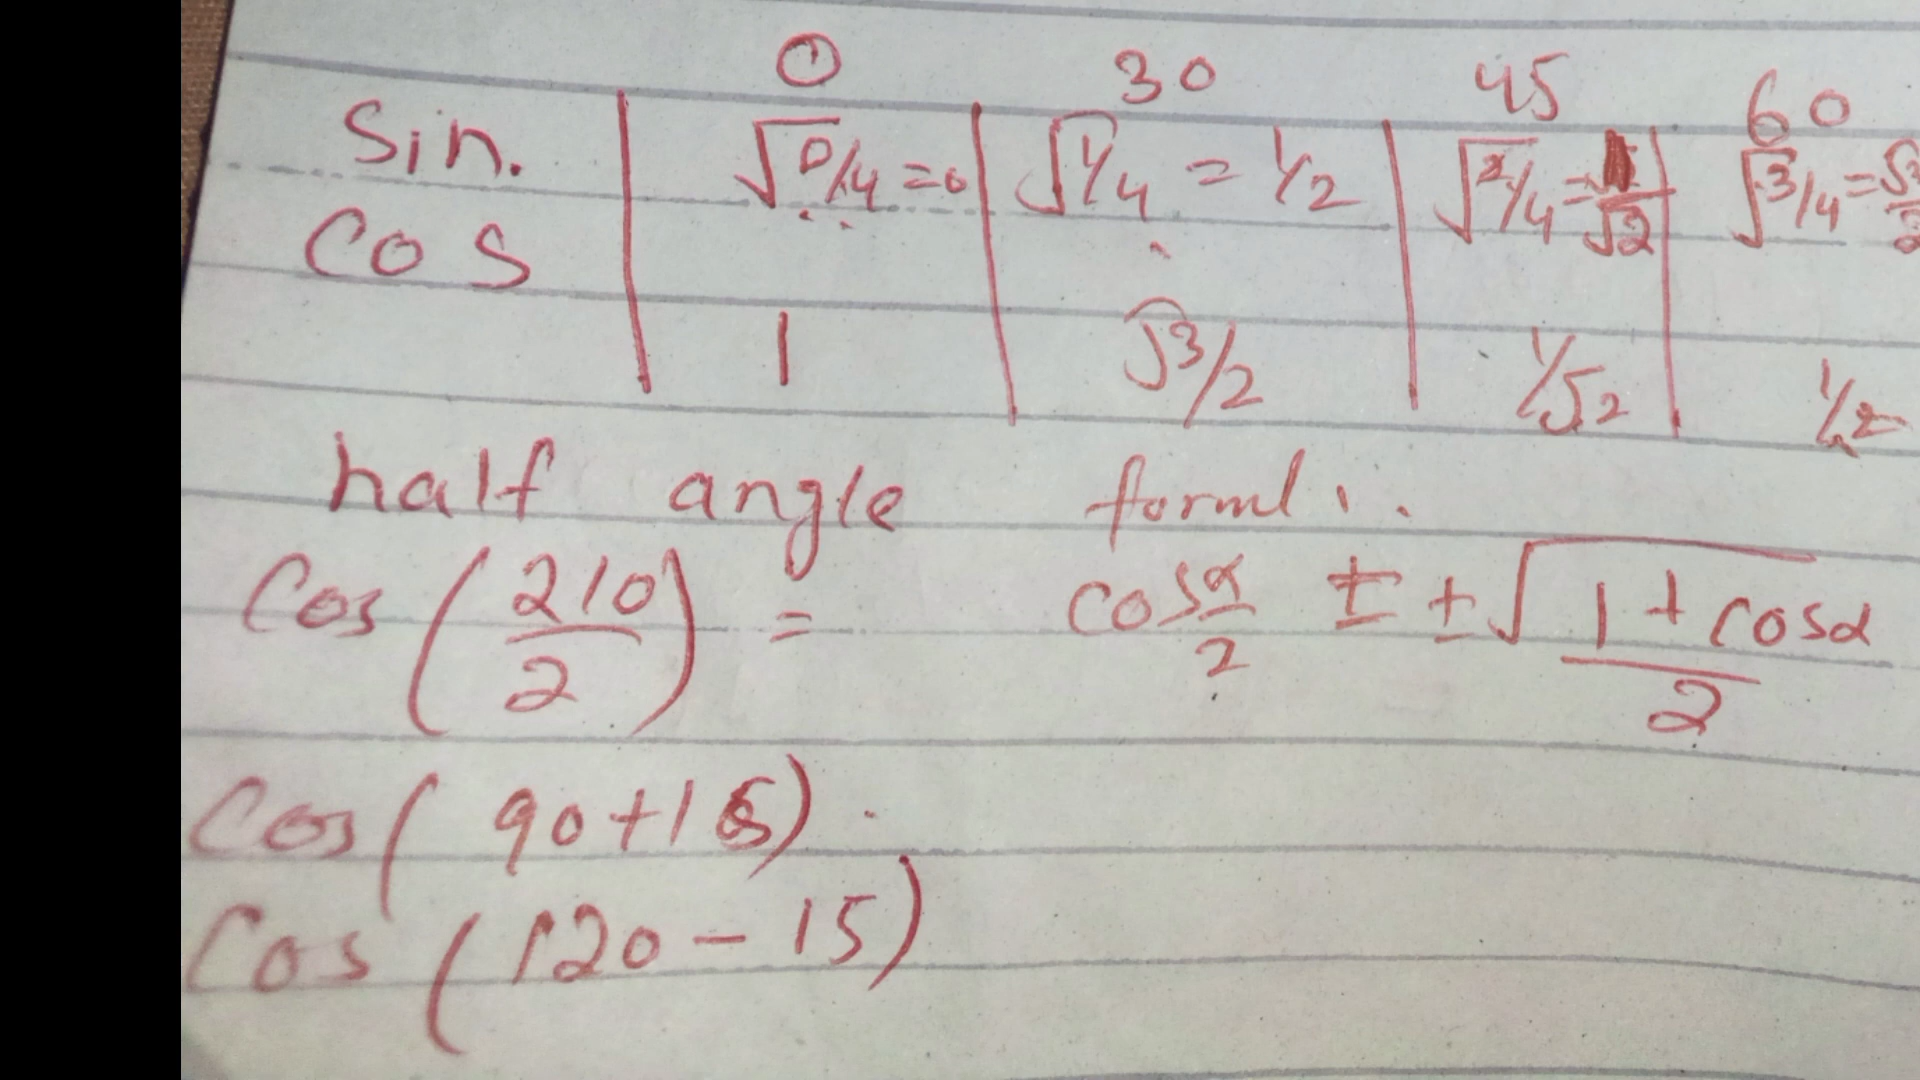 0 30 45 60
Sin. √0/4 =0 √1/4 = 1/2 √2/4 = 1/√2 √3/4 =
Cos 1 √3/2 1/√2 1/2
half angle
Cos (210/2) = cos α/2 ± ±√1 + cosα/2
Cos ( 90+15) .
Cos ( 120 - 15)